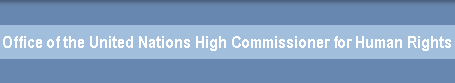 Office of the United Nations High Commissioner for Human Rights